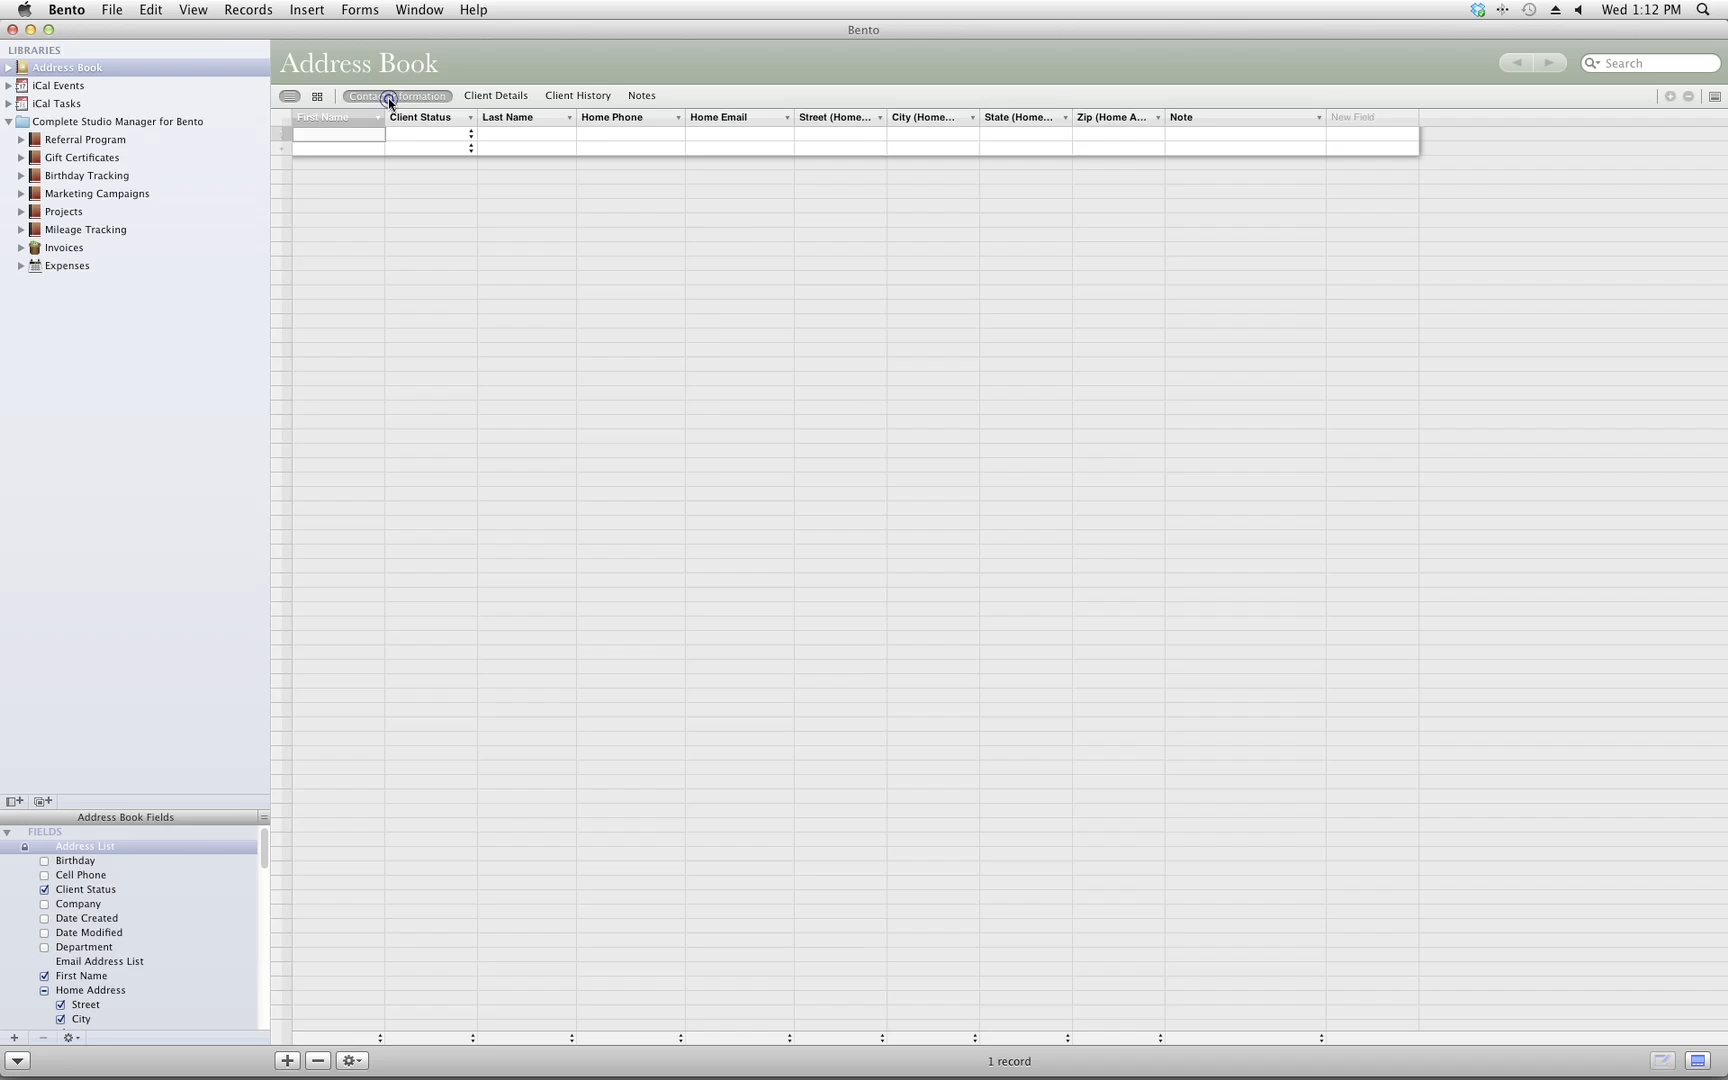 Bento File Edit View Records Insert Forms Window Help Wed 1:12 PM
Bento
LIBRARIES
Address Book
iCal Events
iCal Tasks
Complete Studio Manager for Bento
Referral Program
Gift Certificates
Birthday Tracking
Marketing Campaigns
Projects
Mileage Tracking
Invoices
Expenses
Address Book
Search
Client Details Client History Notes
First Name Client Status Last Name Home Phone Home Email Street (Home... City (Home... State (Home... Zip (Home A... Note New Field
Address Book Fields
FIELDS
Address List
Birthday
Cell Phone
Client Status
Company
Date Created
Date Modified
Department
Email Address List
First Name
Home Address
Street
City
1 record